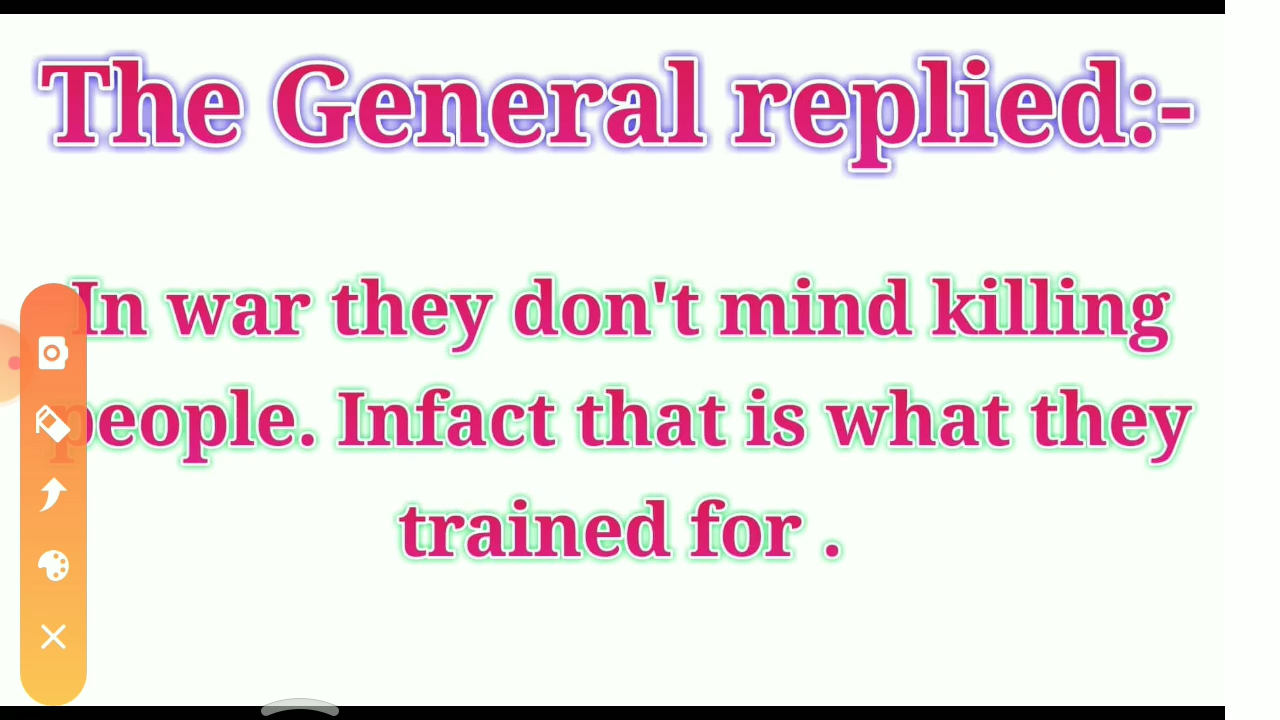 The General replied:-
In war they don't mind killing
people. Infact that is what they
trained for .